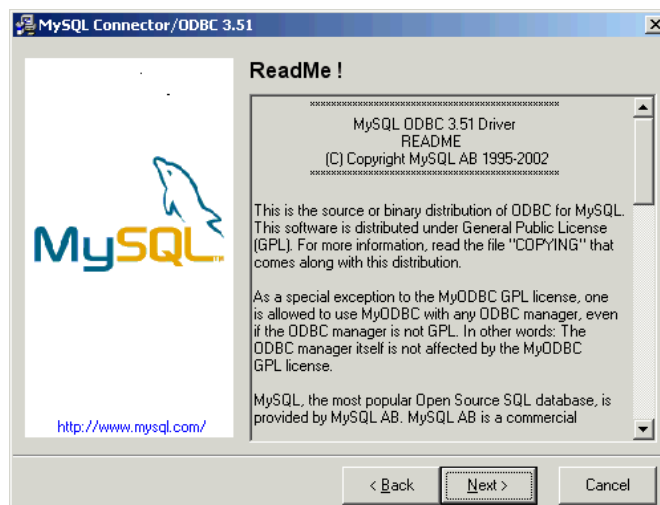 MySQL Connector/ODBC 3.51
ReadMe !
××××××××××××××××××××××××××××××××××××××××××××××××××
MySQL ODBC 3.51 Driver
README
(C) Copyright MySQL AB 1995-2002
××××××××××××××××××××××××××××××××××××××××××××××××××
This is the source or binary distribution of ODBC for MySQL.
This software is distributed under General Public License
(GPL). For more information, read the file "COPYING" that
comes along with this distribution.
As a special exception to the MyODBC GPL license, one
is allowed to use MyODBC with any ODBC manager, even
if the ODBC manager is not GPL. In other words: The
ODBC manager itself is not affected by the MyODBC
GPL license.
MySQL, the most popular Open Source SQL database, is
provided by MySQL AB. MySQL AB is a commercial
MySQL™
http://www.mysql.com/
< Back
Next >
Cancel